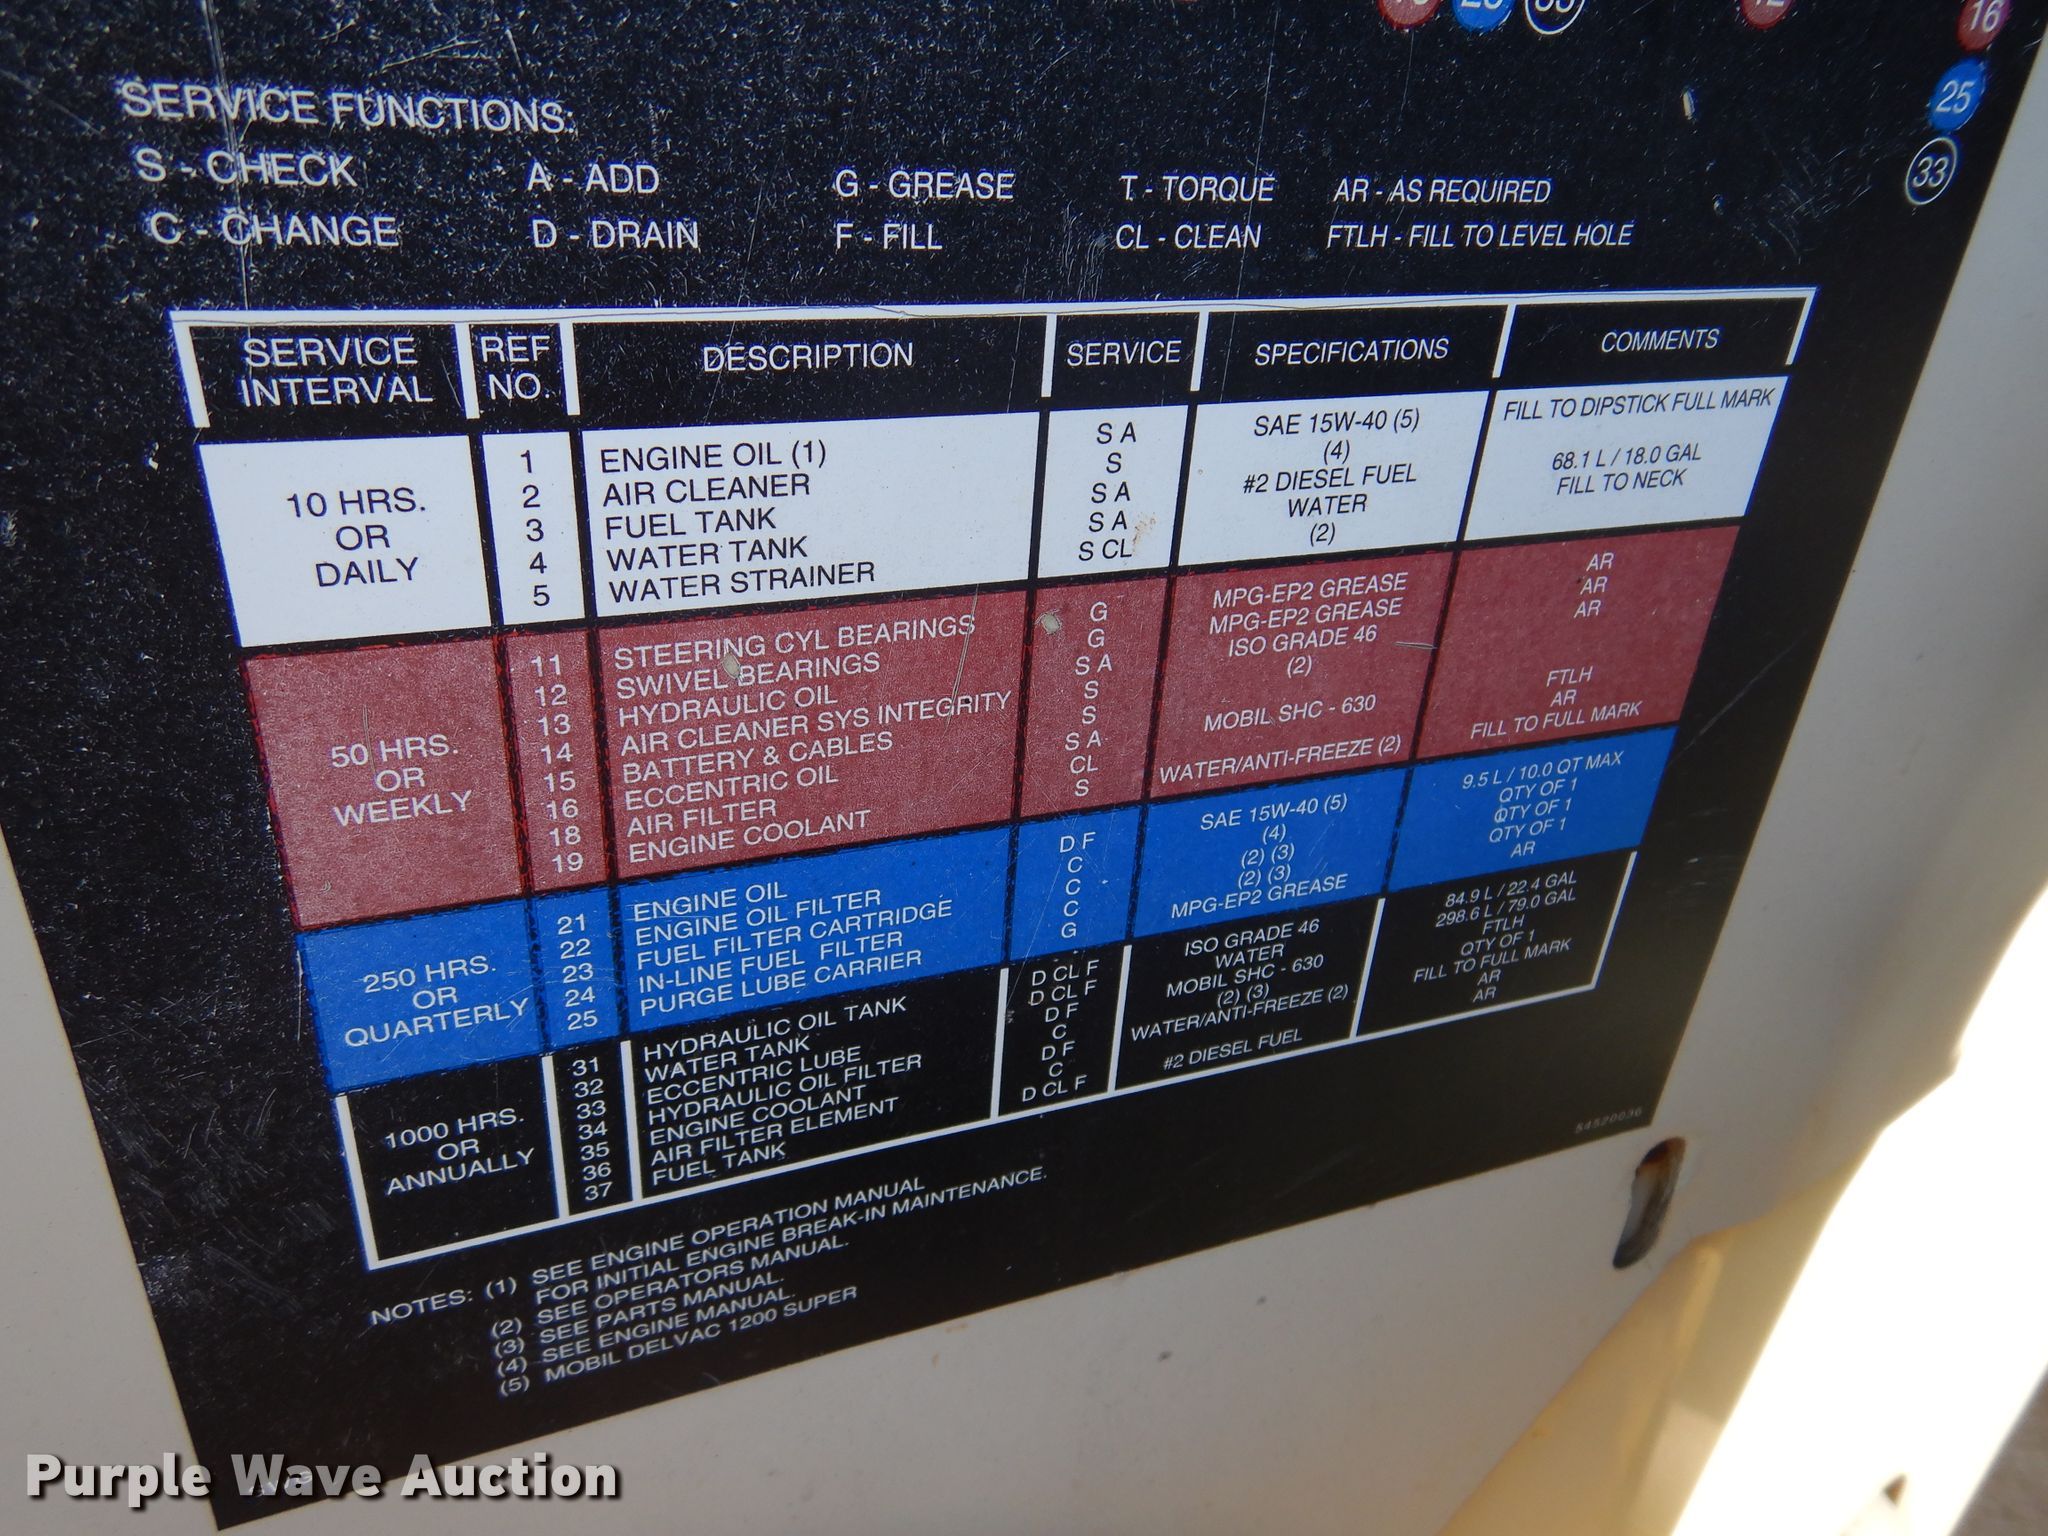 16
25
33
SERVICE FUNCTIONS:
S - CHECK A - ADD G - GREASE T - TORQUE AR - AS REQUIRED
C - CHANGE D - DRAIN F - FILL CL - CLEAN FTLH - FILL TO LEVEL HOLE
SERVICE INTERVAL REF NO. DESCRIPTION SERVICE SPECIFICATIONS COMMENTS
10 HRS. OR DAILY
1 ENGINE OIL (1) S A SAE 15W-40 (5) FILL TO DIPSTICK FULL MARK
2 AIR CLEANER S (4)
3 FUEL TANK S A #2 DIESEL FUEL 68.1 L / 18.0 GAL
4 WATER TANK S A WATER FILL TO NECK
5 WATER STRAINER S CL (2)
50 HRS. OR WEEKLY
11 STEERING CYL BEARINGS G MPG-EP2 GREASE AR
12 SWIVEL BEARINGS G MPG-EP2 GREASE AR
13 HYDRAULIC OIL S A ISO GRADE 46 AR
14 AIR CLEANER SYS INTEGRITY S (2)
15 BATTERY & CABLES S
16 ECCENTRIC OIL S A MOBIL SHC - 630 FTLH
18 AIR FILTER CL AR
19 ENGINE COOLANT S WATER/ANTI-FREEZE (2) FILL TO FULL MARK
250 HRS. OR QUARTERLY
21 ENGINE OIL D F SAE 15W-40 (5) 9.5 L / 10.0 QT MAX
22 ENGINE OIL FILTER C (4) QTY OF 1
23 FUEL FILTER CARTRIDGE C (2) (3) QTY OF 1
24 IN-LINE FUEL FILTER C (2) (3) QTY OF 1
25 PURGE LUBE CARRIER G MPG-EP2 GREASE AR
1000 HRS. OR ANNUALLY
31 HYDRAULIC OIL TANK D CL F ISO GRADE 46 84.9 L / 22.4 GAL
32 WATER TANK D CL F WATER 298.6 L / 79.0 GAL
33 ECCENTRIC LUBE D F MOBIL SHC - 630 FTLH
34 HYDRAULIC OIL FILTER C (2) (3) QTY OF 1
35 ENGINE COOLANT D F WATER/ANTI-FREEZE (2) FILL TO FULL MARK
36 AIR FILTER ELEMENT C AR
37 FUEL TANK D CL F #2 DIESEL FUEL AR
54520036
NOTES: (1) SEE ENGINE OPERATION MANUAL
FOR INITIAL ENGINE BREAK-IN MAINTENANCE.
(2) SEE OPERATORS MANUAL.
(3) SEE PARTS MANUAL.
(4) SEE ENGINE MANUAL.
(5) MOBIL DELVAC 1200 SUPER
Purple Wave Auction